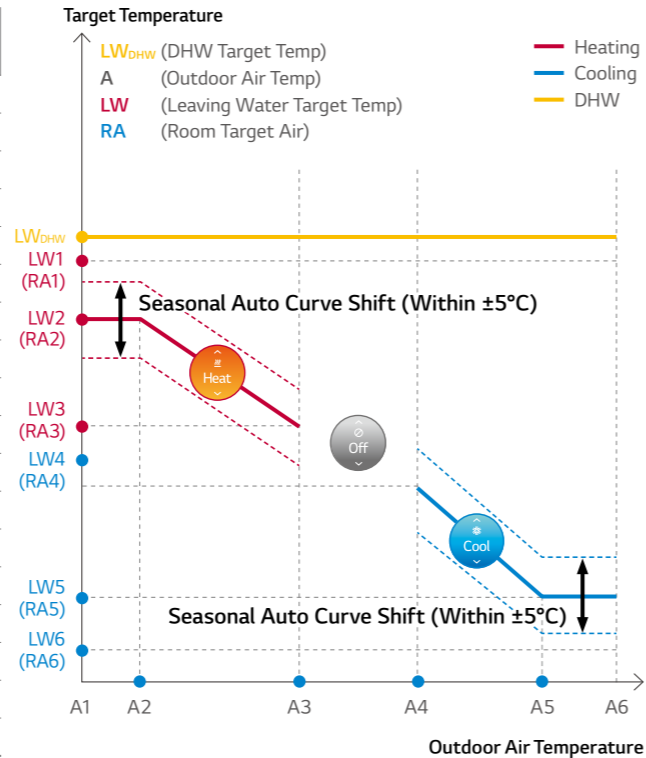 Target Temperature
LWDHW (DHW Target Temp)
A (Outdoor Air Temp)
LW (Leaving Water Target Temp)
RA (Room Target Air)
Heating
Cooling
DHW
LWDHW
LW1
(RA1)
Seasonal Auto Curve Shift (Within ±5°C)
LW2
(RA2)
Heat
LW3
(RA3)
Off
LW4
(RA4)
Cool
LW5
(RA5)
Seasonal Auto Curve Shift (Within ±5°C)
LW6
(RA6)
A1 A2 A3 A4 A5 A6
Outdoor Air Temperature